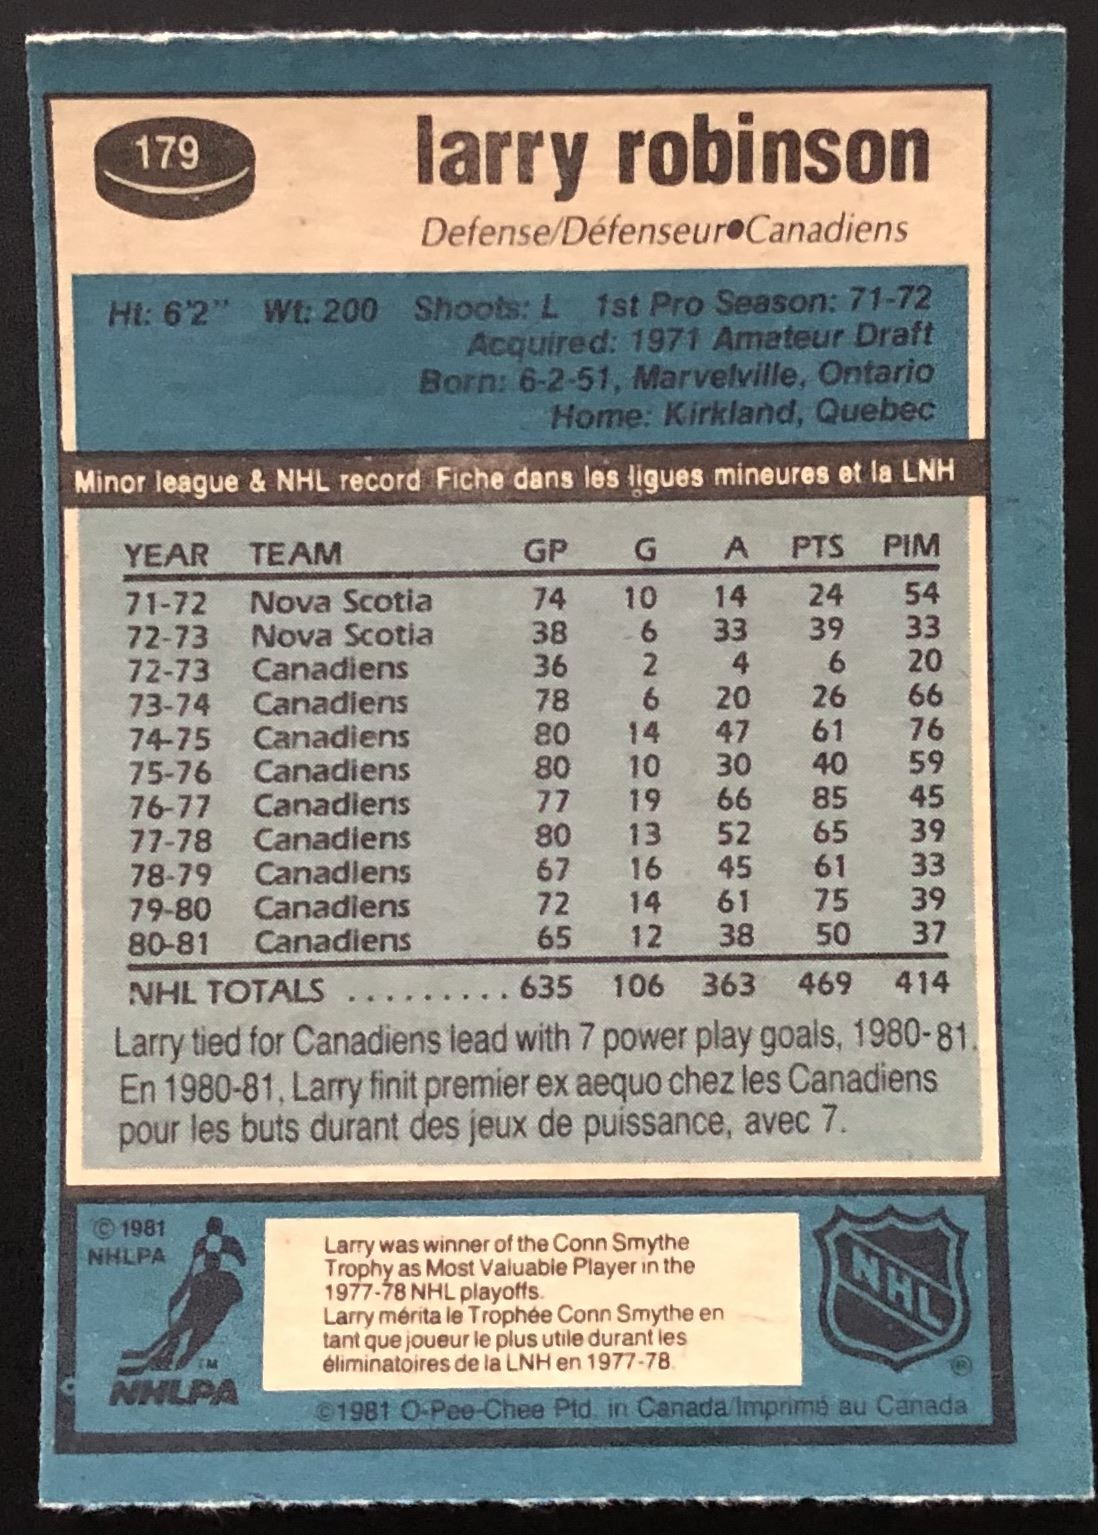 179
larry robinson
Defense/Défenseur●Canadiens
Ht: 6'2" Wt: 200 Shoots: L 1st Pro Season: 71-72
Acquired: 1971 Amateur Draft
Born: 6-2-51, Marvelville, Ontario
Home: Kirkland, Quebec
Minor league & NHL record Fiche dans les ligues mineures et la LNH
YEAR TEAM GP G A PTS PIM
71-72 Nova Scotia 74 10 14 24 54
72-73 Nova Scotia 38 6 33 39 33
72-73 Canadiens 36 2 4 6 20
73-74 Canadiens 78 6 20 26 66
74-75 Canadiens 80 14 47 61 76
75-76 Canadiens 80 10 30 40 59
76-77 Canadiens 77 19 66 85 45
77-78 Canadiens 80 13 52 65 39
78-79 Canadiens 67 16 45 61 33
79-80 Canadiens 72 14 61 75 39
80-81 Canadiens 65 12 38 50 37
NHL TOTALS .......... 635 106 363 469 414
Larry tied for Canadiens lead with 7 power play goals, 1980-81.
En 1980-81, Larry finit premier ex aequo chez les Canadiens
pour les buts durant des jeux de puissance, avec 7.
© 1981
NHLPA
TM
NHLPA
Larry was winner of the Conn Smythe
Trophy as Most Valuable Player in the
1977-78 NHL playoffs.
Larry mérita le Trophée Conn Smythe en
tant que joueur le plus utile durant les
éliminatoires de la LNH en 1977-78.
NHL
®
©1981 O-Pee-Chee Ptd. in Canada/Imprimé au Canada